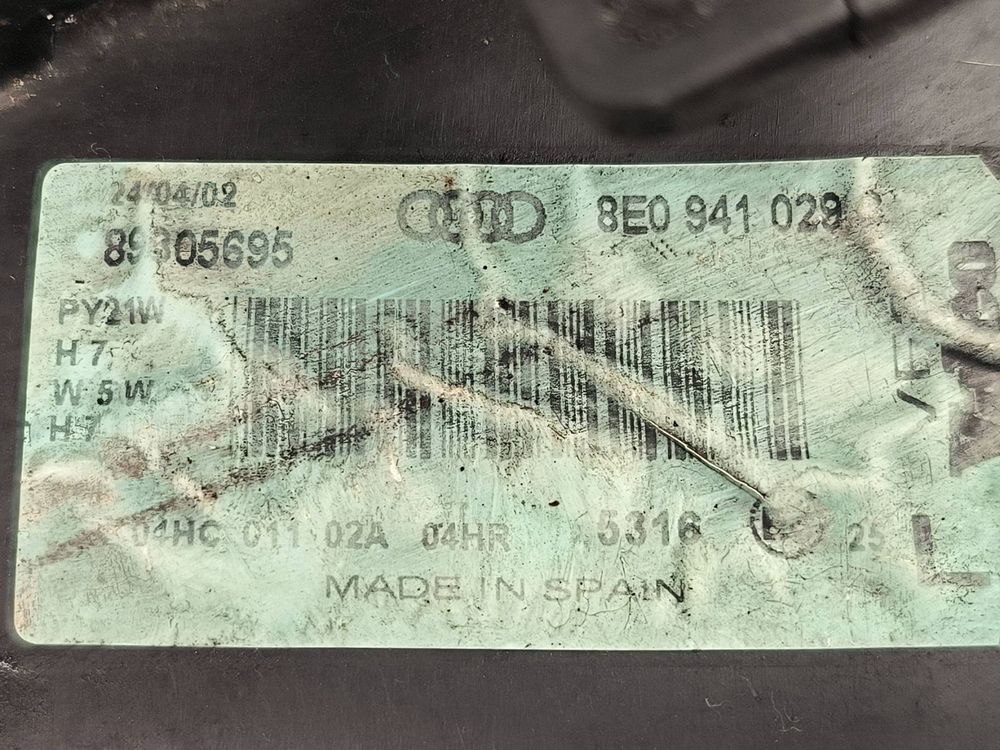 24/04/02
8E0 941 029
89305695
PY21W
H 7
W 5 W
H 7
04HC 011 02A 04HR 5316 25
MADE IN SPAIN
L